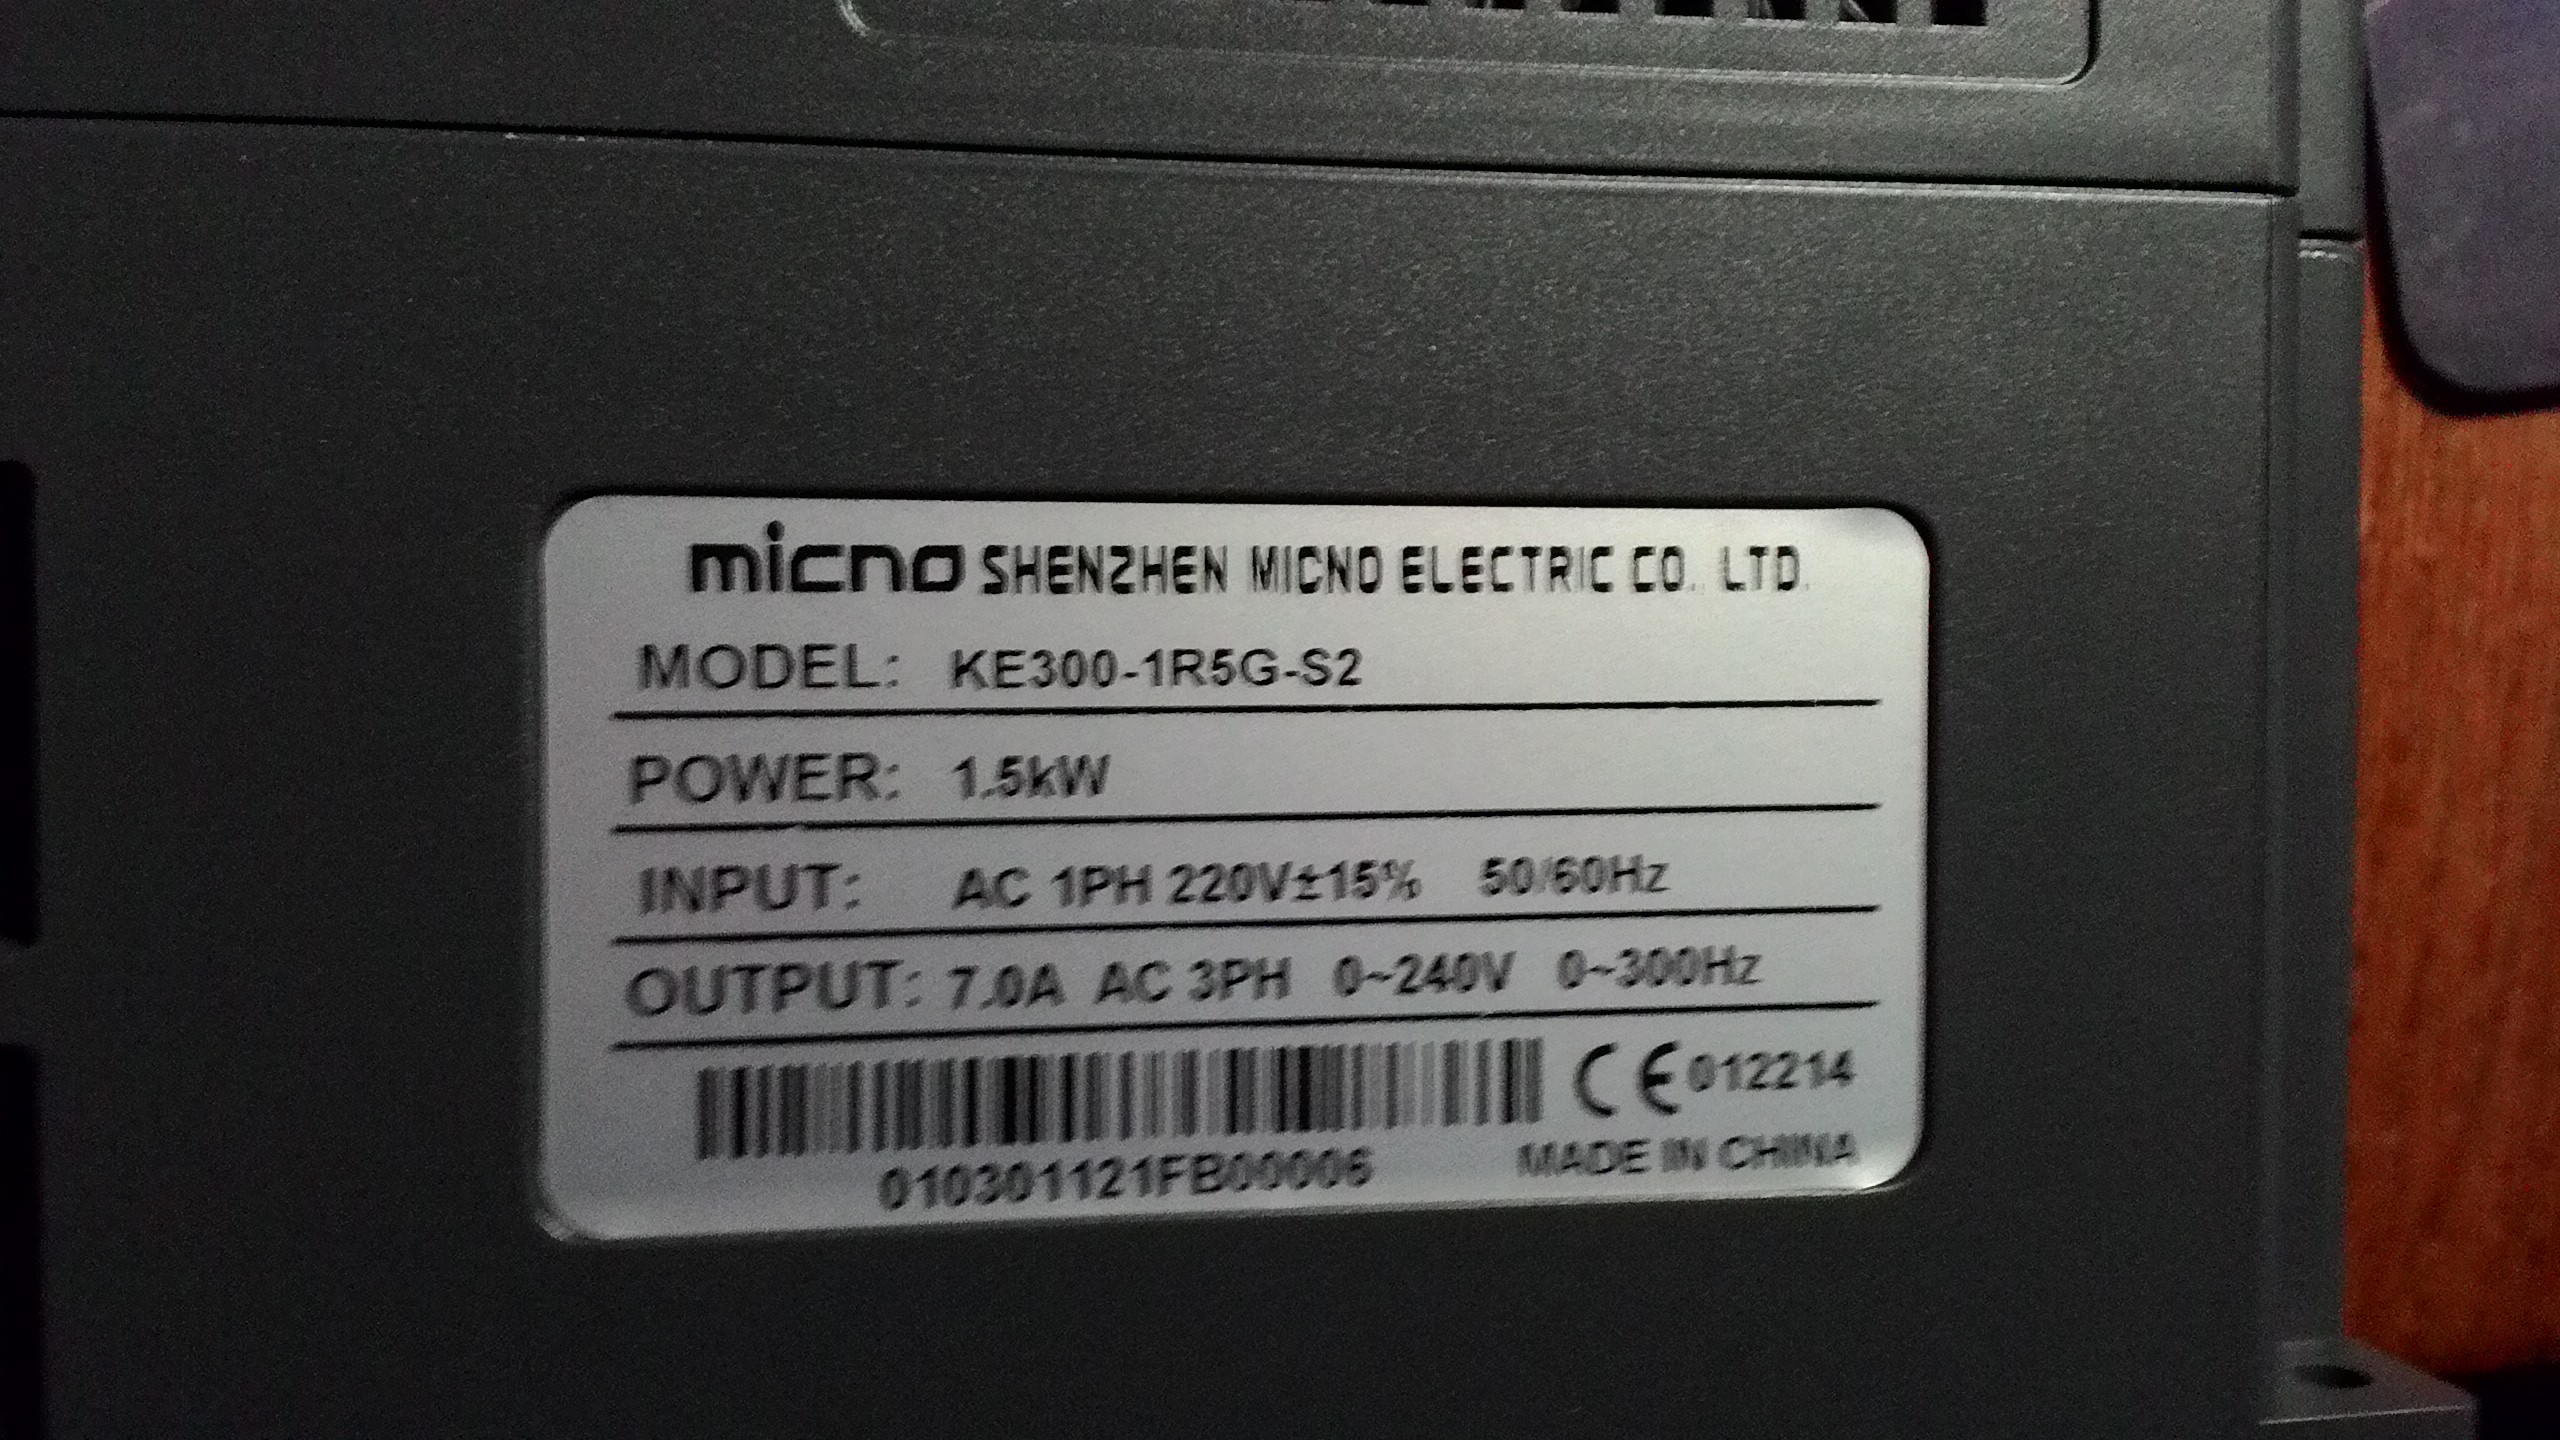 micno SHENZHEN MICNO ELECTRIC CO. LTD.
MODEL: KE300-1R5G-S2
POWER: 1.5kW
INPUT: AC 1PH 220V±15% 50/60Hz
OUTPUT: 7.0A AC 3PH 0~240V 0~300Hz
CE 012214
010301121FB00006 MADE IN CHINA